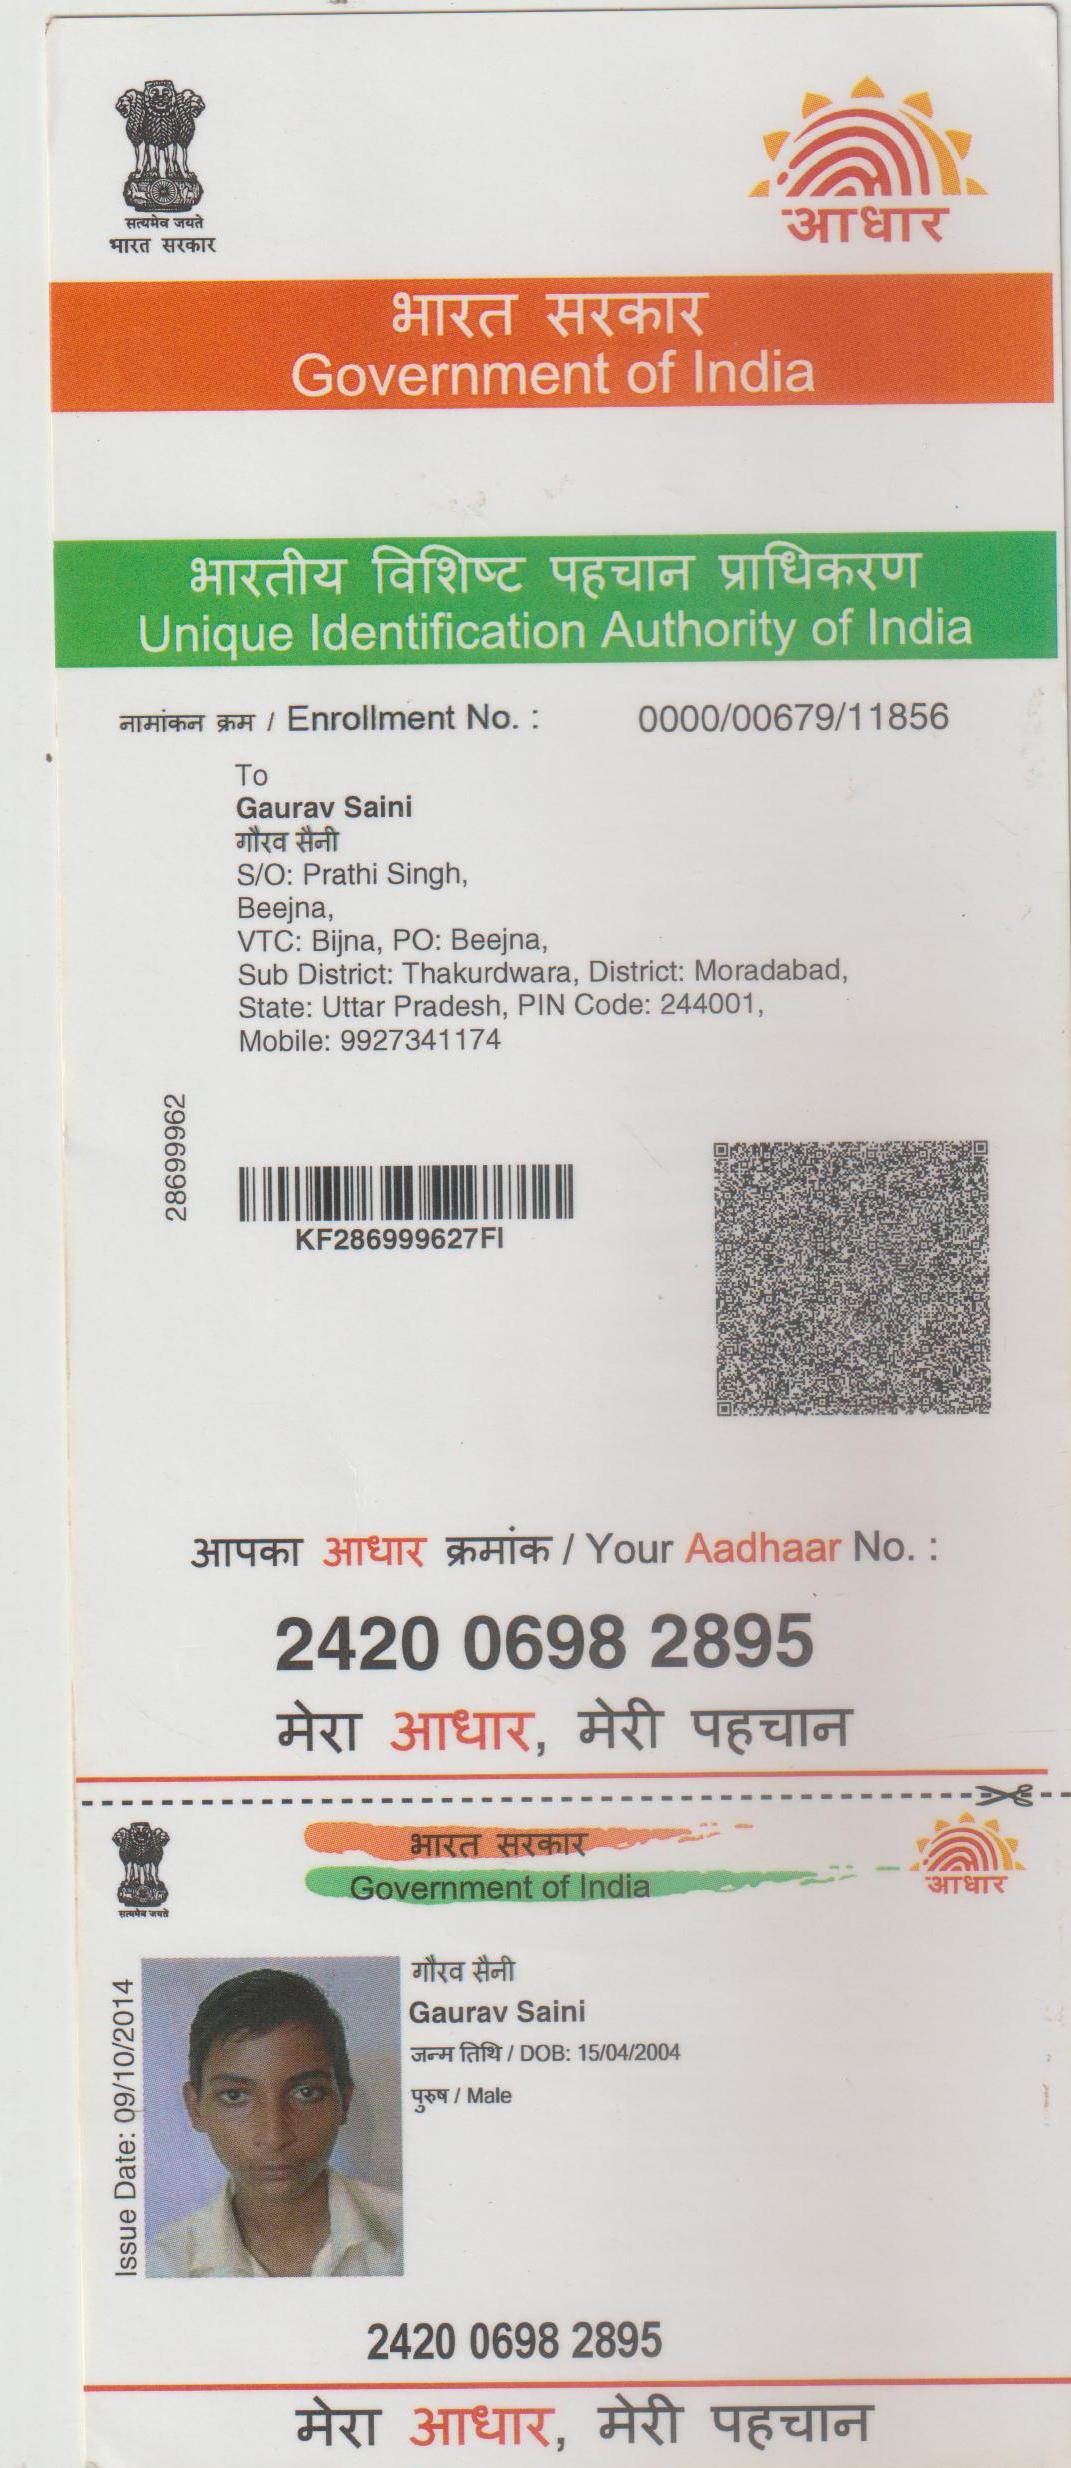 सत्यमेव जयते
भारत सरकार
आधार
भारत सरकार
Government of India
भारतीय विशिष्ट पहचान प्राधिकरण
Unique Identification Authority of India
नामांकन क्रम / Enrollment No. : 0000/00679/11856
To
Gaurav Saini
गौरव सैनी
S/O: Prathi Singh,
Beejna,
VTC: Bijna, PO: Beejna,
Sub District: Thakurdwara, District: Moradabad,
State: Uttar Pradesh, PIN Code: 244001,
Mobile: 9927341174
28699962
KF286999627FI
आपका आधार क्रमांक / Your Aadhaar No. :
2420 0698 2895
मेरा आधार, मेरी पहचान
सत्यमेव जयते
भारत सरकार
Government of India
आधार
Issue Date: 09/10/2014
गौरव सैनी
Gaurav Saini
जन्म तिथि / DOB: 15/04/2004
पुरुष / Male
2420 0698 2895
मेरा आधार, मेरी पहचान